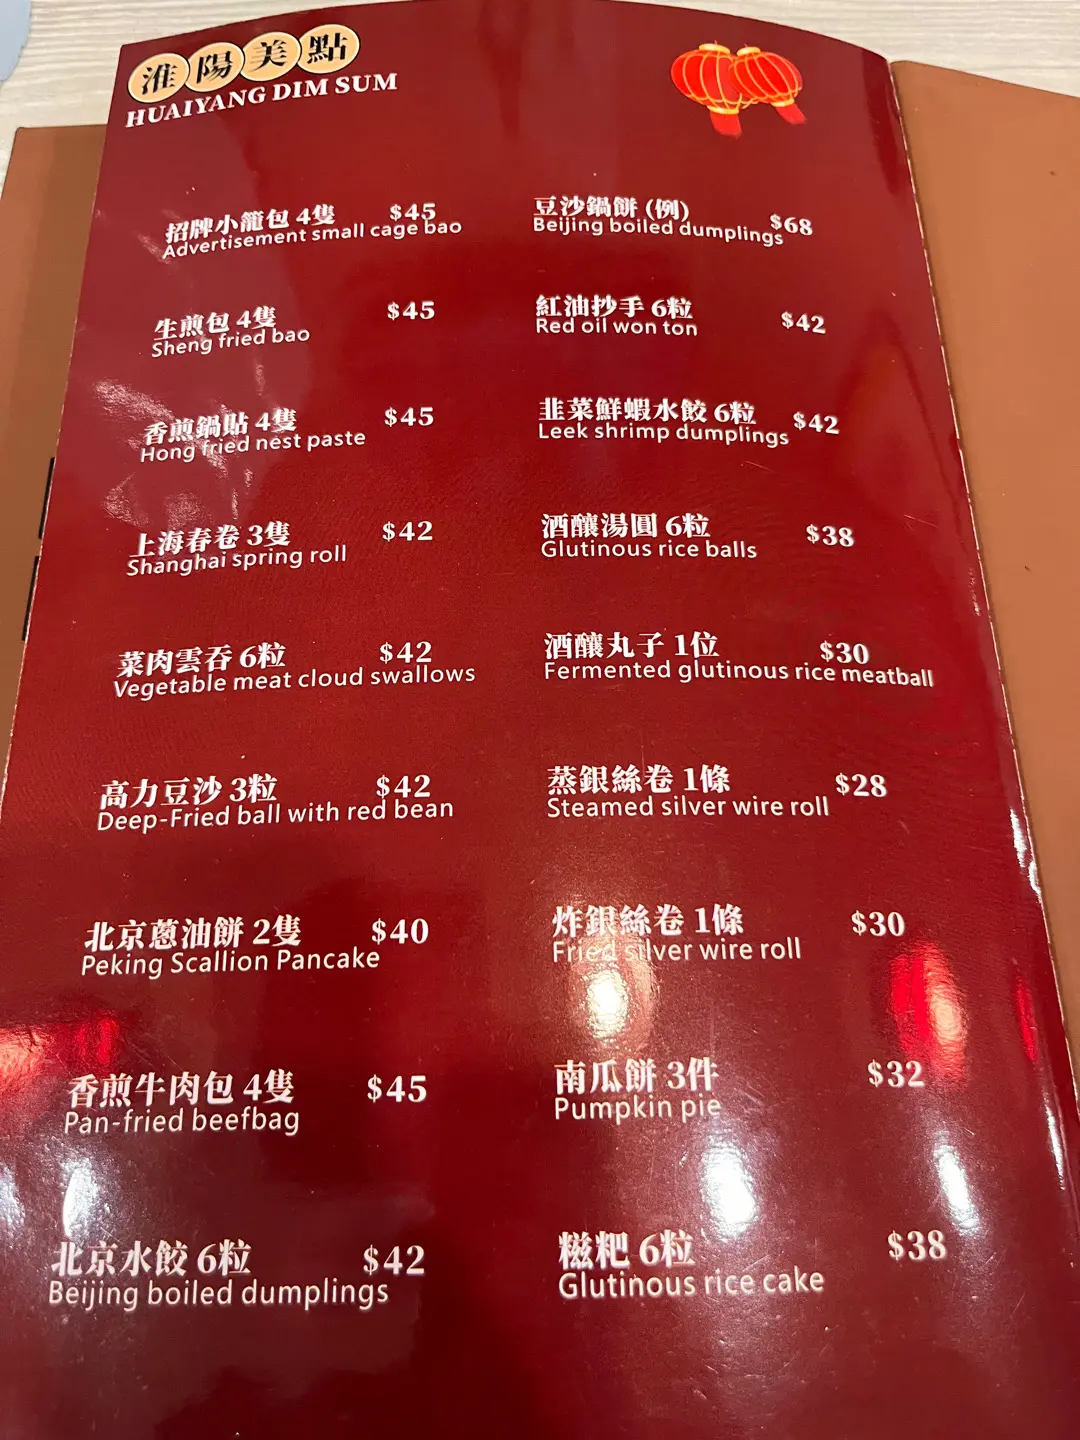 淮陽美點
HUAIYANG DIM SUM
招牌小籠包 4隻 $45
Advertisement small cage bao
生煎包 4隻 $45
Sheng fried bao
香煎鍋貼 4隻 $45
Hong fried nest paste
上海春卷 3隻 $42
Shanghai spring roll
菜肉雲吞 6粒 $42
Vegetable meat cloud swallows
高力豆沙 3粒 $42
Deep-Fried ball with red bean
北京蔥油餅 2隻 $40
Peking Scallion Pancake
香煎牛肉包 4隻 $45
Pan-fried beefbag
北京水餃 6粒 $42
Beijing boiled dumplings
豆沙鍋餅 (例) $68
Beijing boiled dumplings
紅油抄手 6粒 $42
Red oil won ton
韭菜鮮蝦水餃 6粒 $42
Leek shrimp dumplings
酒釀湯圓 6粒 $38
Glutinous rice balls
酒釀丸子 1位 $30
Fermented glutinous rice meatball
蒸銀絲卷 1條 $28
Steamed silver wire roll
炸銀絲卷 1條 $30
Fried silver wire roll
南瓜餅 3件 $32
Pumpkin pie
糍粑 6粒 $38
Glutinous rice cake